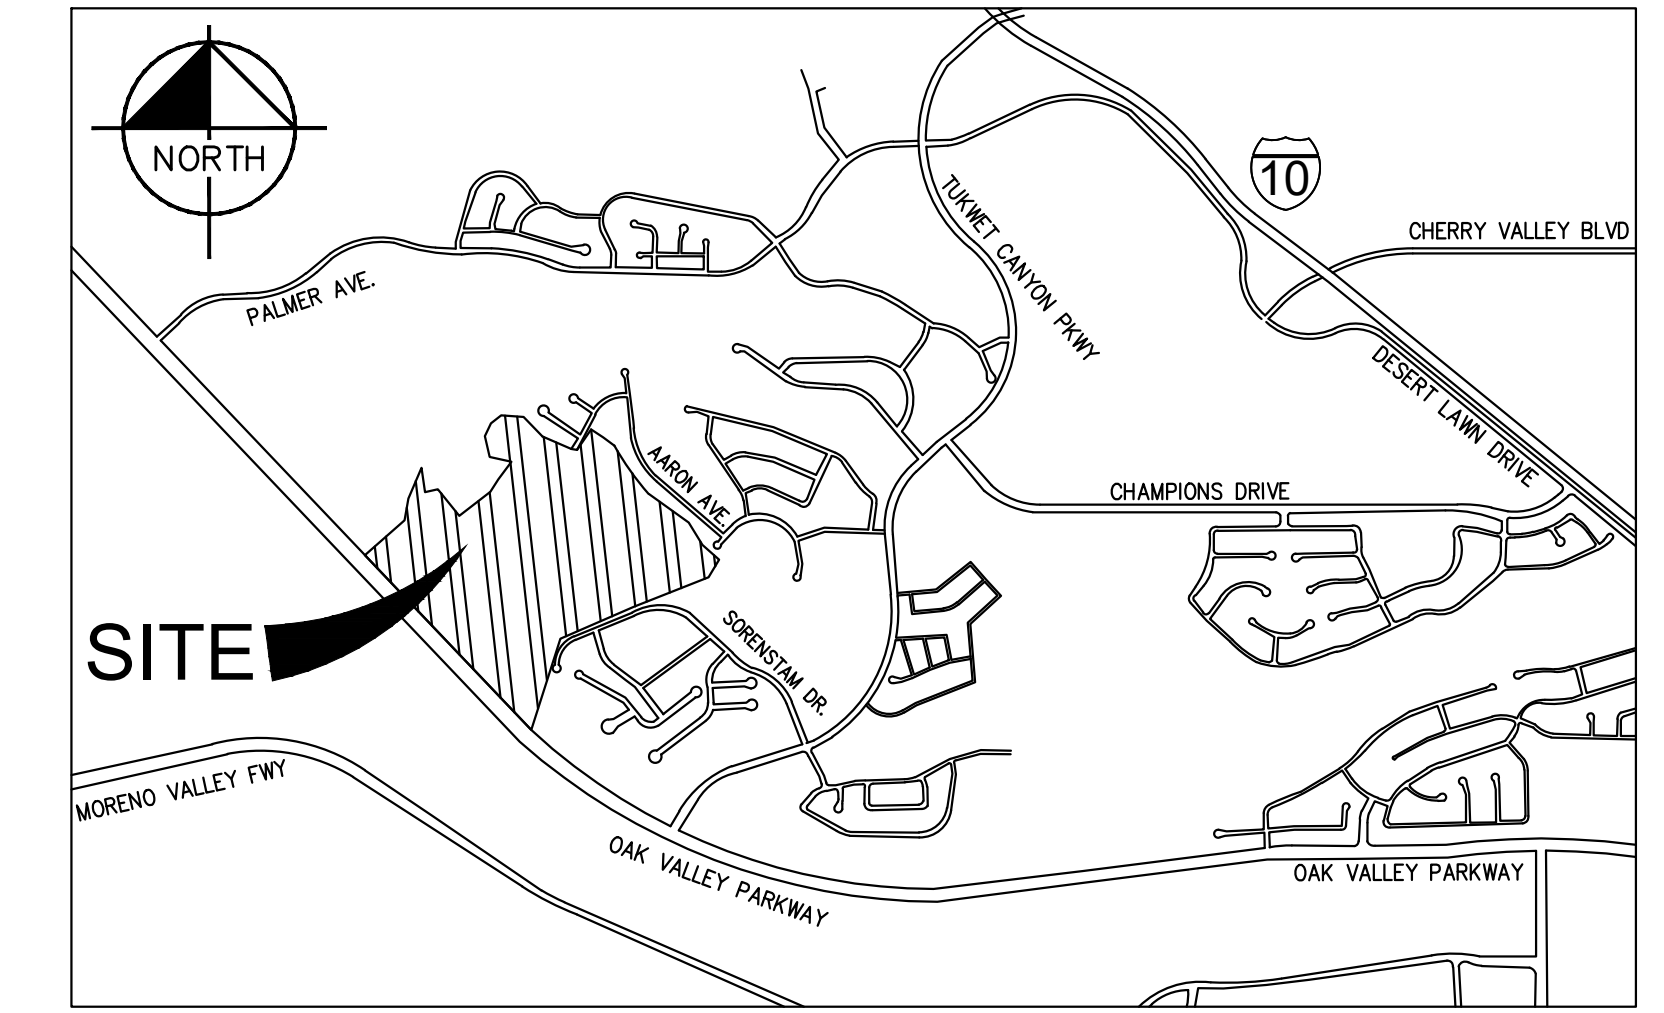 NORTH
10
CHERRY VALLEY BLVD
TUKWET CANYON PKWY
PALMER AVE.
DESERT LAWN DRIVE
AARON AVE.
CHAMPIONS DRIVE
SITE
SORENSTAM DR.
MORENO VALLEY FWY
OAK VALLEY PARKWAY
OAK VALLEY PARKWAY